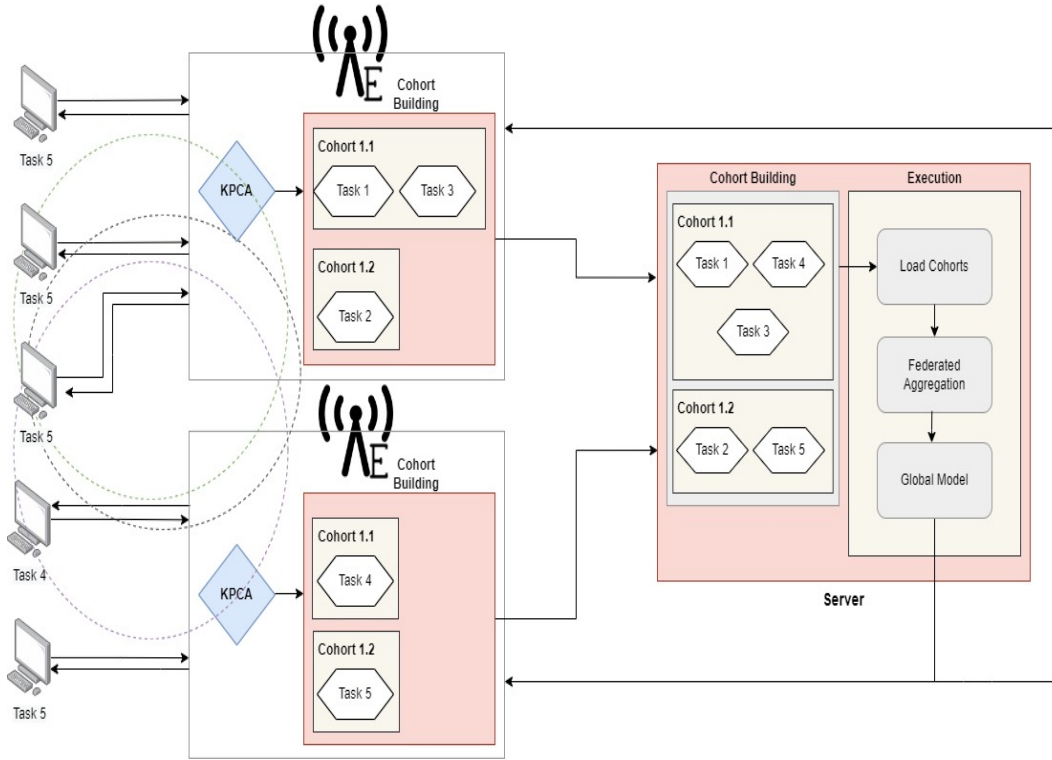 E
Cohort
Building
Task 5
Cohort 1.1
KPCA
Task 1
Task 3
Task 5
Cohort 1.2
Task 2
Task 5
E
Cohort
Building
Cohort 1.1
Task 4
Task 4
KPCA
Cohort 1.2
Task 5
Task 5
Cohort Building
Execution
Cohort 1.1
Task 1
Task 4
Task 3
Cohort 1.2
Task 2
Task 5
Load Cohorts
Federated
Aggregation
Global Model
Server